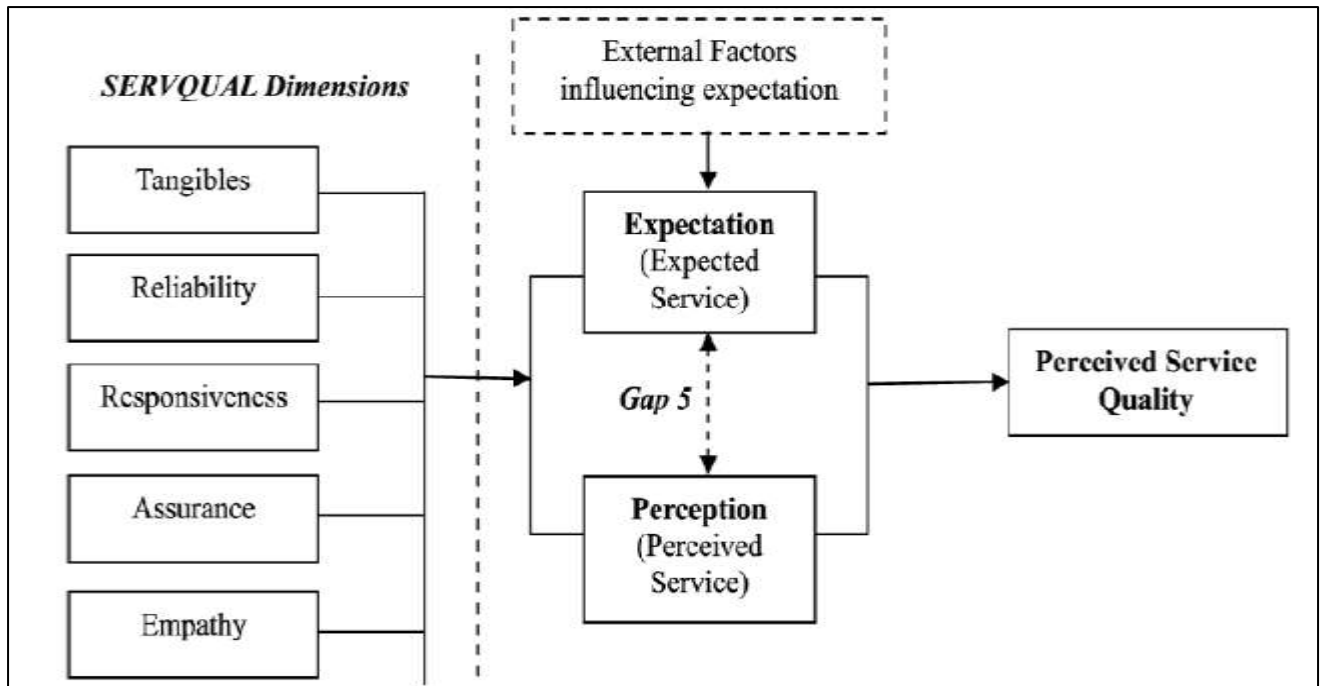 SERVQUAL Dimensions
Tangibles
Reliability
Responsiveness
Assurance
Empathy
External Factors
influencing expectation
Expectation
(Expected
Service)
Gap 5
Perception
(Perceived
Service)
Perceived Service
Quality